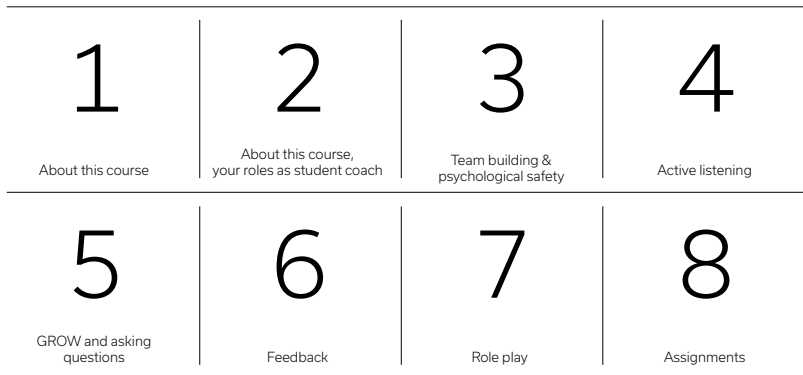 1
2
3
4
About this course
About this course,
your roles as student coach
Team building &
psychological safety
Active listening
5
6
7
8
GROW and asking
questions
Feedback
Role play
Assignments